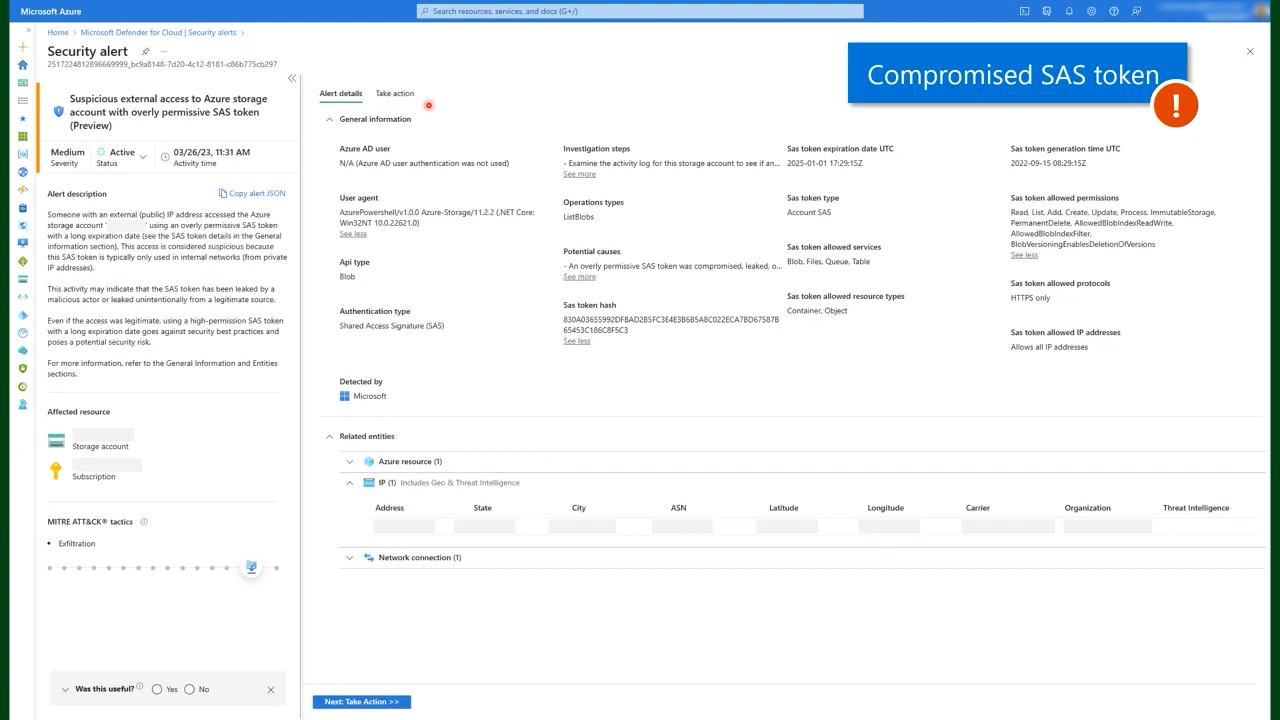 Microsoft Azure
Search resources, services, and docs (G+/)
Home > Microsoft Defender for Cloud | Security alerts >
Security alert
2517224812896669999_bc9a8148-7d20-4c12-8181-c86b775cb297
Compromised SAS token
!
Suspicious external access to Azure storage
account with overly permissive SAS token
(Preview)
Medium
Severity
Active
Status
03/26/23, 11:31 AM
Activity time
Alert description
Copy alert JSON
Someone with an external (public) IP address accessed the Azure
storage account ' ' using an overly permissive SAS token
with a long expiration date (see the SAS token details in the General
information section). This access is considered suspicious because
this SAS token is typically only used in internal networks (from private
IP addresses).
This activity may indicate that the SAS token has been leaked by a
malicious actor or leaked unintentionally from a legitimate source.
Even if the access was legitimate, using a high-permission SAS token
with a long expiration date goes against security best practices and
poses a potential security risk.
For more information, refer to the General Information and Entities
sections.
Affected resource
Storage account
Subscription
MITRE ATT&CK® tactics
• Exfiltration
Was this useful?
Yes
No
Alert details
Take action
General information
Azure AD user
N/A (Azure AD user authentication was not used)
User agent
AzurePowershell/v1.0.0 Azure-Storage/11.2.2 (.NET Core;
Win32NT 10.0.22621.0)
See less
Api type
Blob
Authentication type
Shared Access Signature (SAS)
Detected by
Microsoft
Investigation steps
- Examine the activity log for this storage account to see if an...
See more
Operations types
ListBlobs
Potential causes
- An overly permissive SAS token was compromised, leaked, o...
See more
Sas token hash
830A03655992DFBAD2B5FC3E4E3B6B5A8C022ECA7BD67587B
65453C186C8F5C3
See less
Sas token expiration date UTC
2025-01-01 17:29:15Z
Sas token type
Account SAS
Sas token allowed services
Blob, Files, Queue, Table
Sas token allowed resource types
Container, Object
Sas token generation time UTC
2022-09-15 08:29:15Z
Sas token allowed permissions
Read, List, Add, Create, Update, Process, ImmutableStorage,
PermanentDelete, AllowedBlobIndexReadWrite,
AllowedBlobIndexFilter,
BlobVersioningEnablesDeletionOfVersions
See less
Sas token allowed protocols
HTTPS only
Sas token allowed IP addresses
Allows all IP addresses
Related entities
Azure resource (1)
IP (1) Includes Geo & Threat Intelligence
Address State City ASN Latitude Longitude Carrier Organization Threat Intelligence
Network connection (1)
Next: Take Action >>